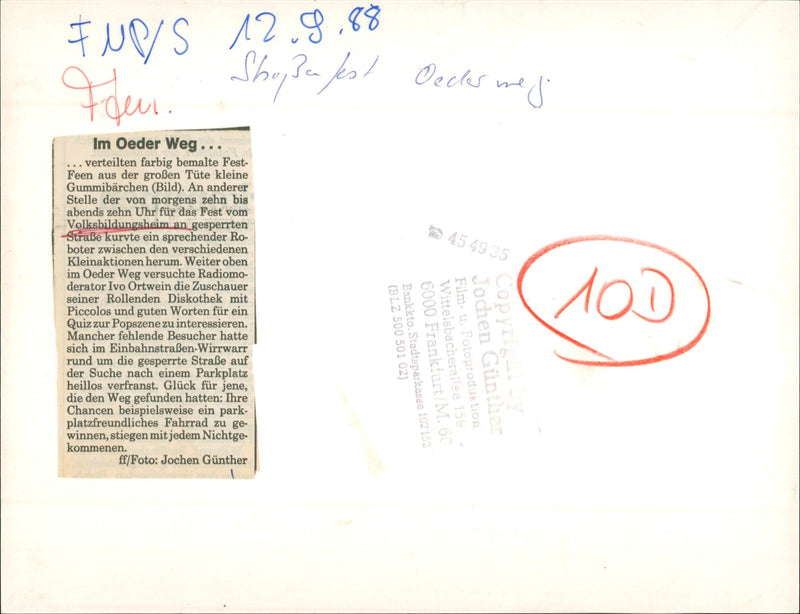 FNP/S 12.9.88
Straßenfest Oederweg
Im Oeder Weg...
... verteilten farbig bemalte Fest-
Feen aus der großen Tüte kleine
Gummibärchen (Bild). An anderer
Stelle der von morgens zehn bis
abends zehn Uhr für das Fest vom
Volksbildungsheim an gesperrten
Straße kurvte ein sprechender Ro-
boter zwischen den verschiedenen
Kleinaktionen herum. Weiter oben
im Oeder Weg versuchte Radiomo-
derator Ivo Ortwein die Zuschauer
seiner Rollenden Diskothek mit
Piccolos und guten Worten für ein
Quiz zur Popszene zu interessieren.
Mancher fehlende Besucher hatte
sich im Einbahnstraßen-Wirrwarr
rund um die gesperrte Straße auf
der Suche nach einem Parkplatz
heillos verfranst. Glück für jene,
die den Weg gefunden hatten: Ihre
Chancen beispielsweise ein park-
platzfreundliches Fahrrad zu ge-
winnen, stiegen mit jedem Nichtge-
kommenen.
ff/Foto: Jochen Günther
Copyright by
Jochen Günther
Film- u. Fotoproduktion
Wittelsbacherallee 159
6000 Frankfurt/M. 60
Bankkto. Stadtsparkasse 102152
(BLZ 500 501 02)
☎ 454935
10D